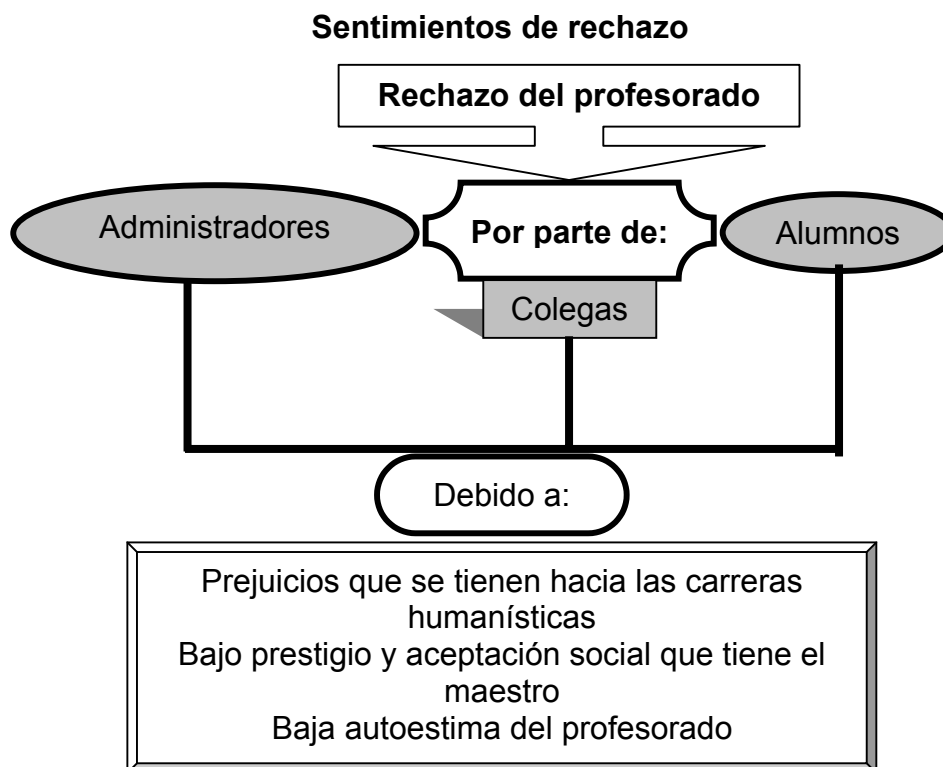 Sentimientos de rechazo
Rechazo del profesorado
Administradores
Por parte de:
Alumnos
Colegas
Debido a:
Prejuicios que se tienen hacia las carreras
humanísticas
Bajo prestigio y aceptación social que tiene el
maestro
Baja autoestima del profesorado